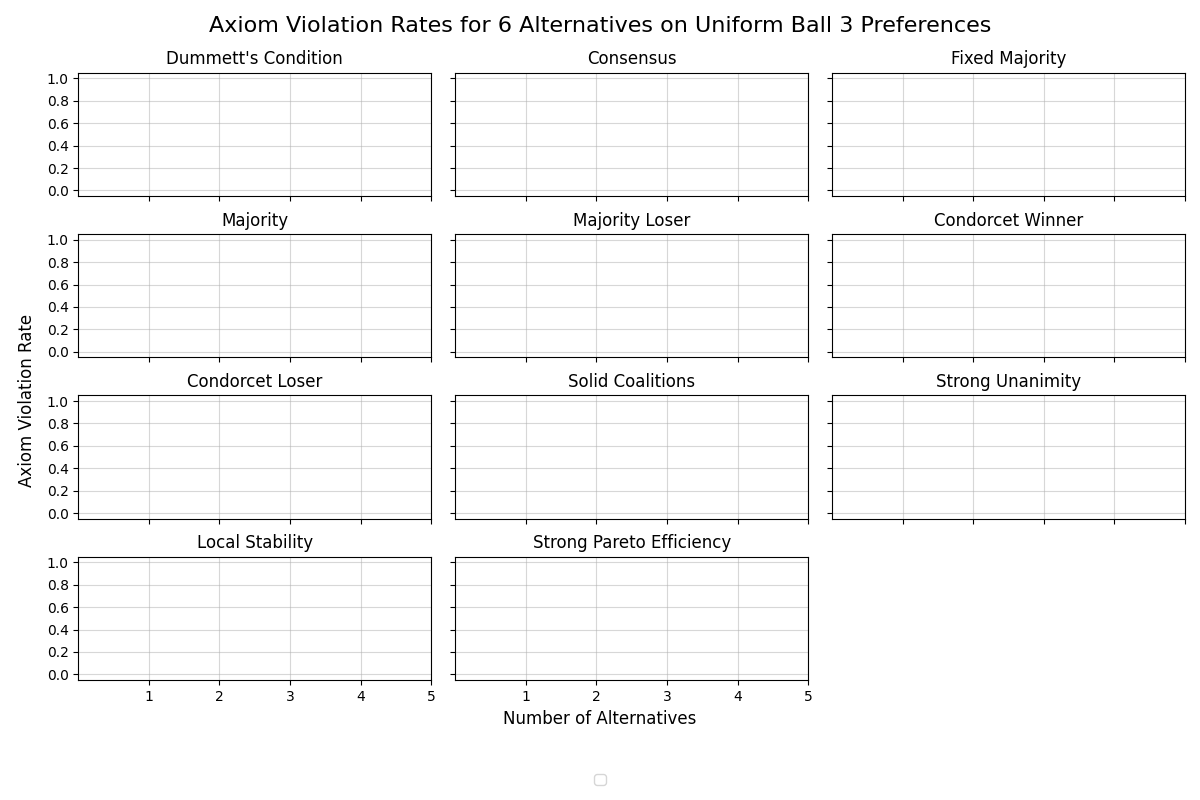 Axiom Violation Rates for 6 Alternatives on Uniform Ball 3 Preferences
Dummett's Condition
Consensus
Fixed Majority
1.0
0.8
0.6
0.4
0.2
0.0
Majority
Majority Loser
Condorcet Winner
1.0
0.8
0.6
0.4
0.2
0.0
Axiom Violation Rate
Condorcet Loser
Solid Coalitions
Strong Unanimity
1.0
0.8
0.6
0.4
0.2
0.0
Local Stability
Strong Pareto Efficiency
1.0
0.8
0.6
0.4
0.2
0.0
1 2 3 4 5
1 2 3 4 5
Number of Alternatives